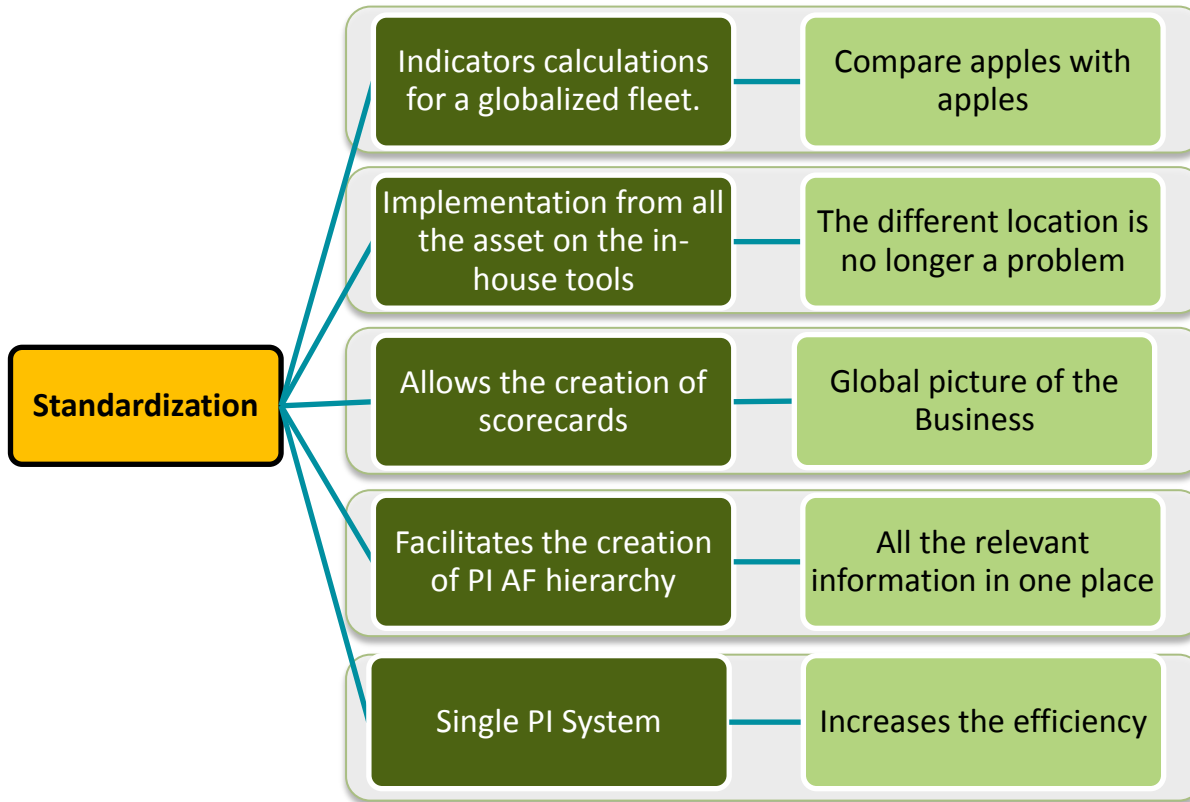 Standardization
Indicators calculations
for a globalized fleet.
Compare apples with
apples
Implementation from all
the asset on the in-
house tools
The different location is
no longer a problem
Allows the creation of
scorecards
Global picture of the
Business
Facilitates the creation
of PI AF hierarchy
All the relevant
information in one place
Single PI System
Increases the efficiency